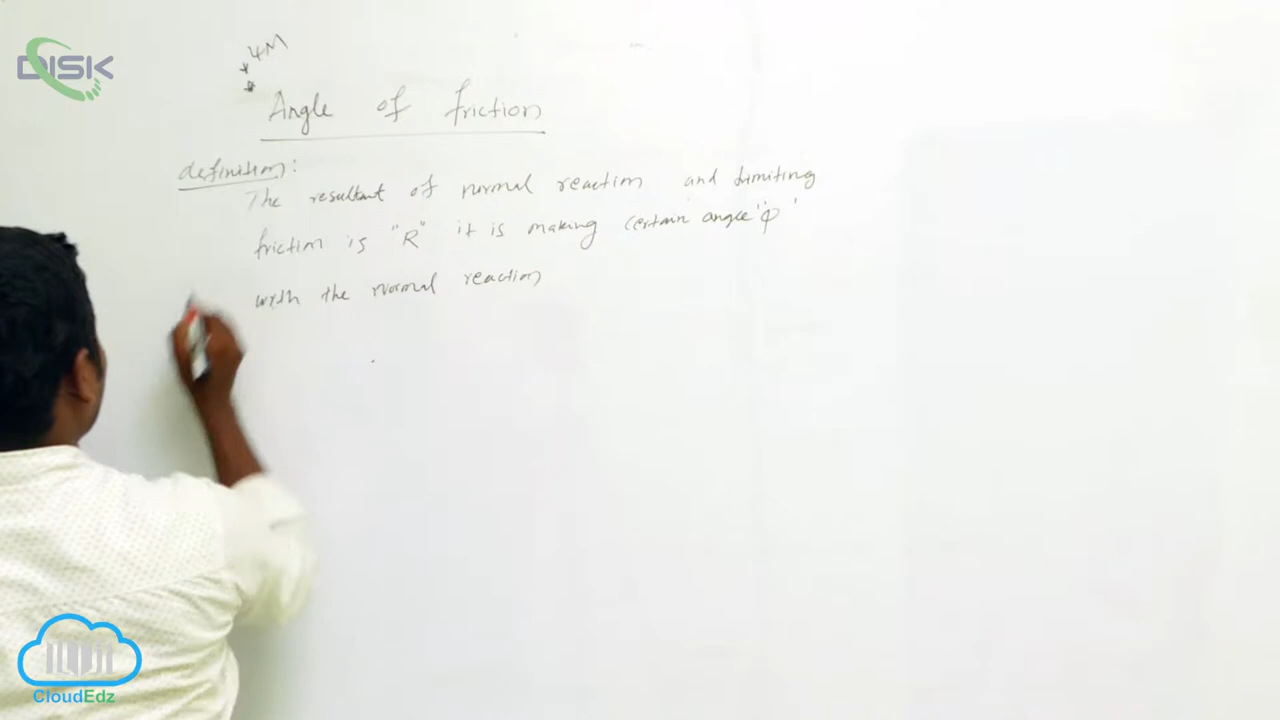 DISK
4M
Angle of friction
definition:
The resultant of normal reaction and limiting
friction is "R" it is making certain angle "φ"
with the normal reaction
CloudEdz